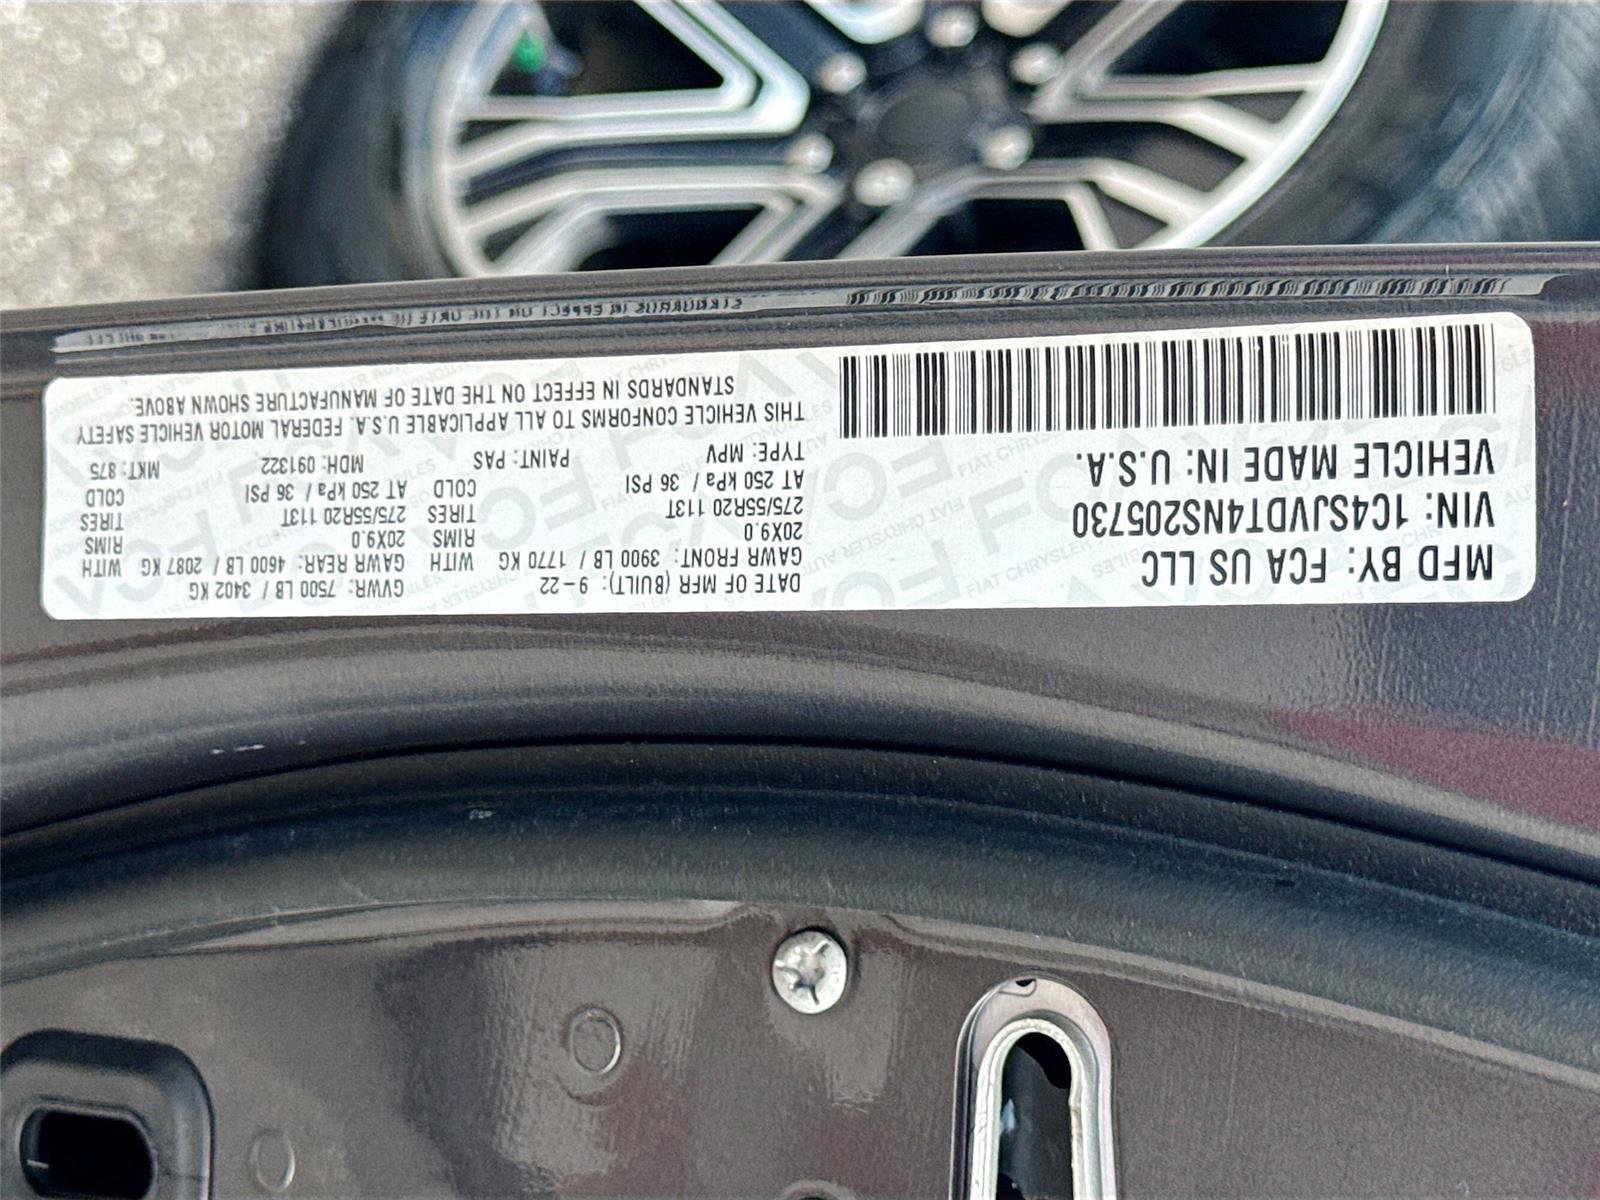 MFD BY: FCA US LLC
VIN: 1C4SJVDT4NS205730
VEHICLE MADE IN: U.S.A.
DATE OF MFR (BUILT): 9-22 GVWR: 7500 LB / 3402 KG
GAWR FRONT: 3900 LB / 1770 KG WITH GAWR REAR: 4600 LB / 2087 KG WITH
20X9.0 RIMS 20X9.0 RIMS
275/55R20 113T TIRES 275/55R20 113T TIRES
AT 250 kPa / 36 PSI COLD AT 250 kPa / 36 PSI COLD
TYPE: MPV PAINT: PAS MDH: 091322 MKT: 875
THIS VEHICLE CONFORMS TO ALL APPLICABLE U.S.A. FEDERAL MOTOR VEHICLE SAFETY
STANDARDS IN EFFECT ON THE DATE OF MANUFACTURE SHOWN ABOVE.